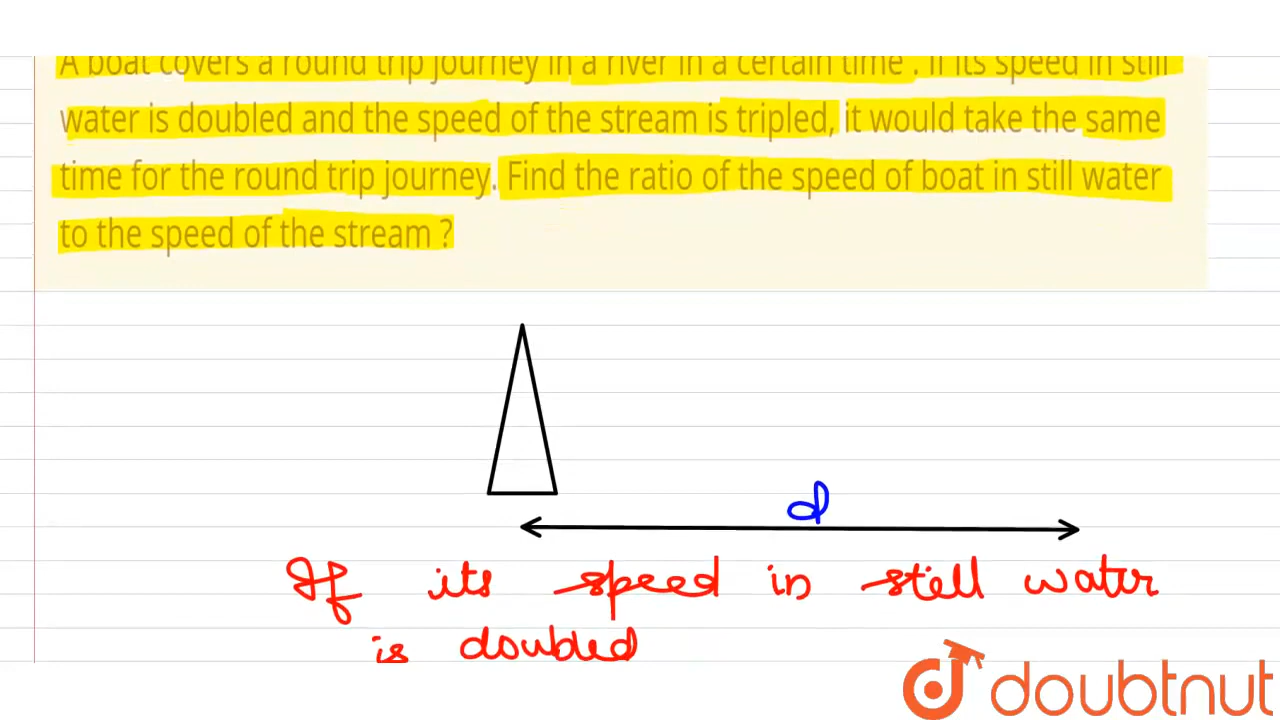 A boat covers a round trip journey in a river in a certain time . If its speed in still
water is doubled and the speed of the stream is tripled, it would take the same
time for the round trip journey. Find the ratio of the speed of boat in still water
to the speed of the stream ?
d
If its speed in still water
is doubled
doubtnut